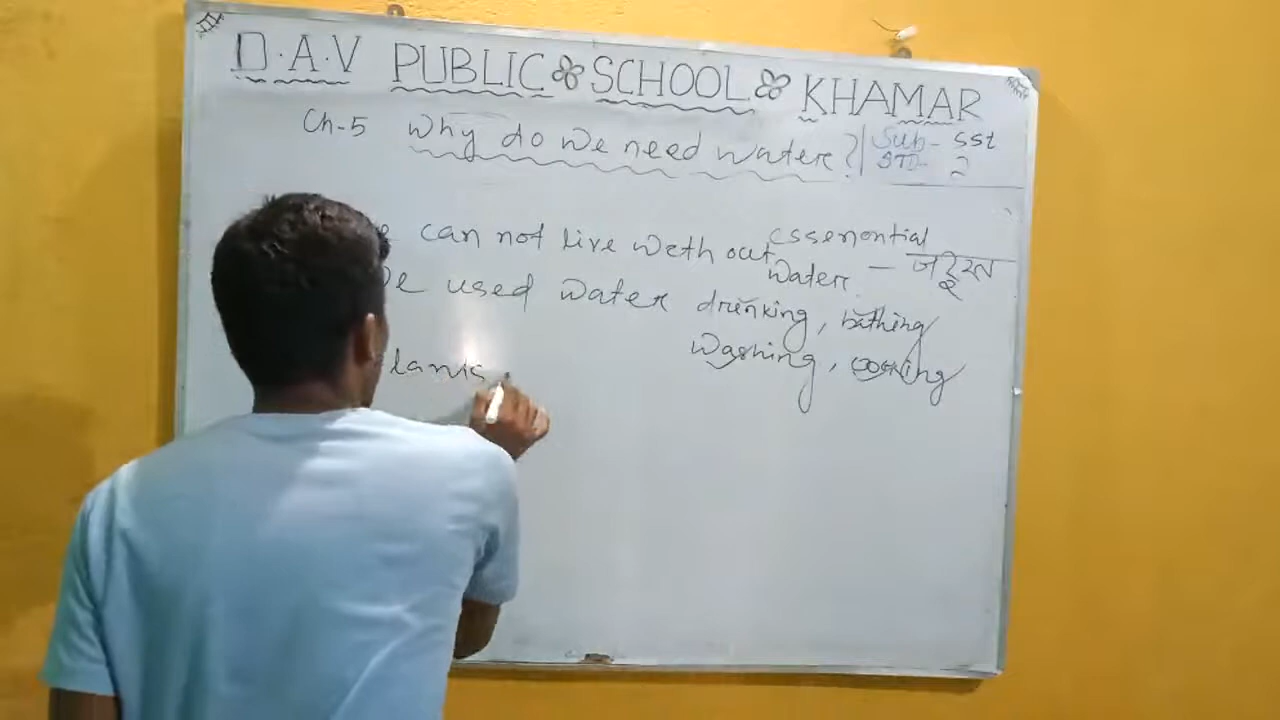 D.A.V PUBLIC SCHOOL KHAMAR
Ch-5 Why do we need water? Sub- SSt
STD- 2
can not live weth out essenential
water - जरूरत
used water drinking, bathing
washing, cooking
lants